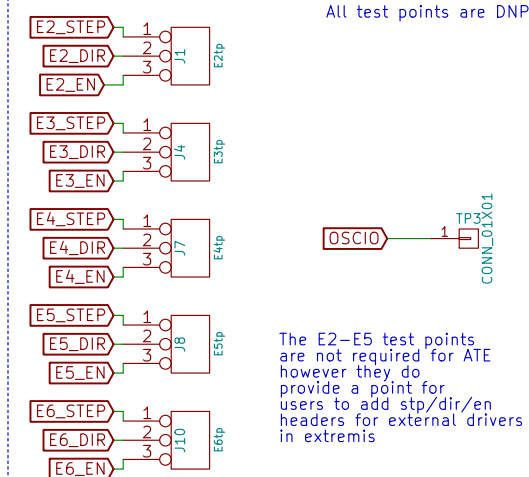 All test points are DNP
E2_STEP 1
E2_DIR 2
E2_EN 3
J1
E2tp
E3_STEP 1
E3_DIR 2
E3_EN 3
J4
E3tp
E4_STEP 1
E4_DIR 2
E4_EN 3
J7
E4tp
OSCIO 1
TP3
CONN_01X01
E5_STEP 1
E5_DIR 2
E5_EN 3
J8
E5tp
The E2-E5 test points
are not required for ATE
however they do
provide a point for
users to add stp/dir/en
headers for external drivers
in extremis
E6_STEP 1
E6_DIR 2
E6_EN 3
J10
E6tp